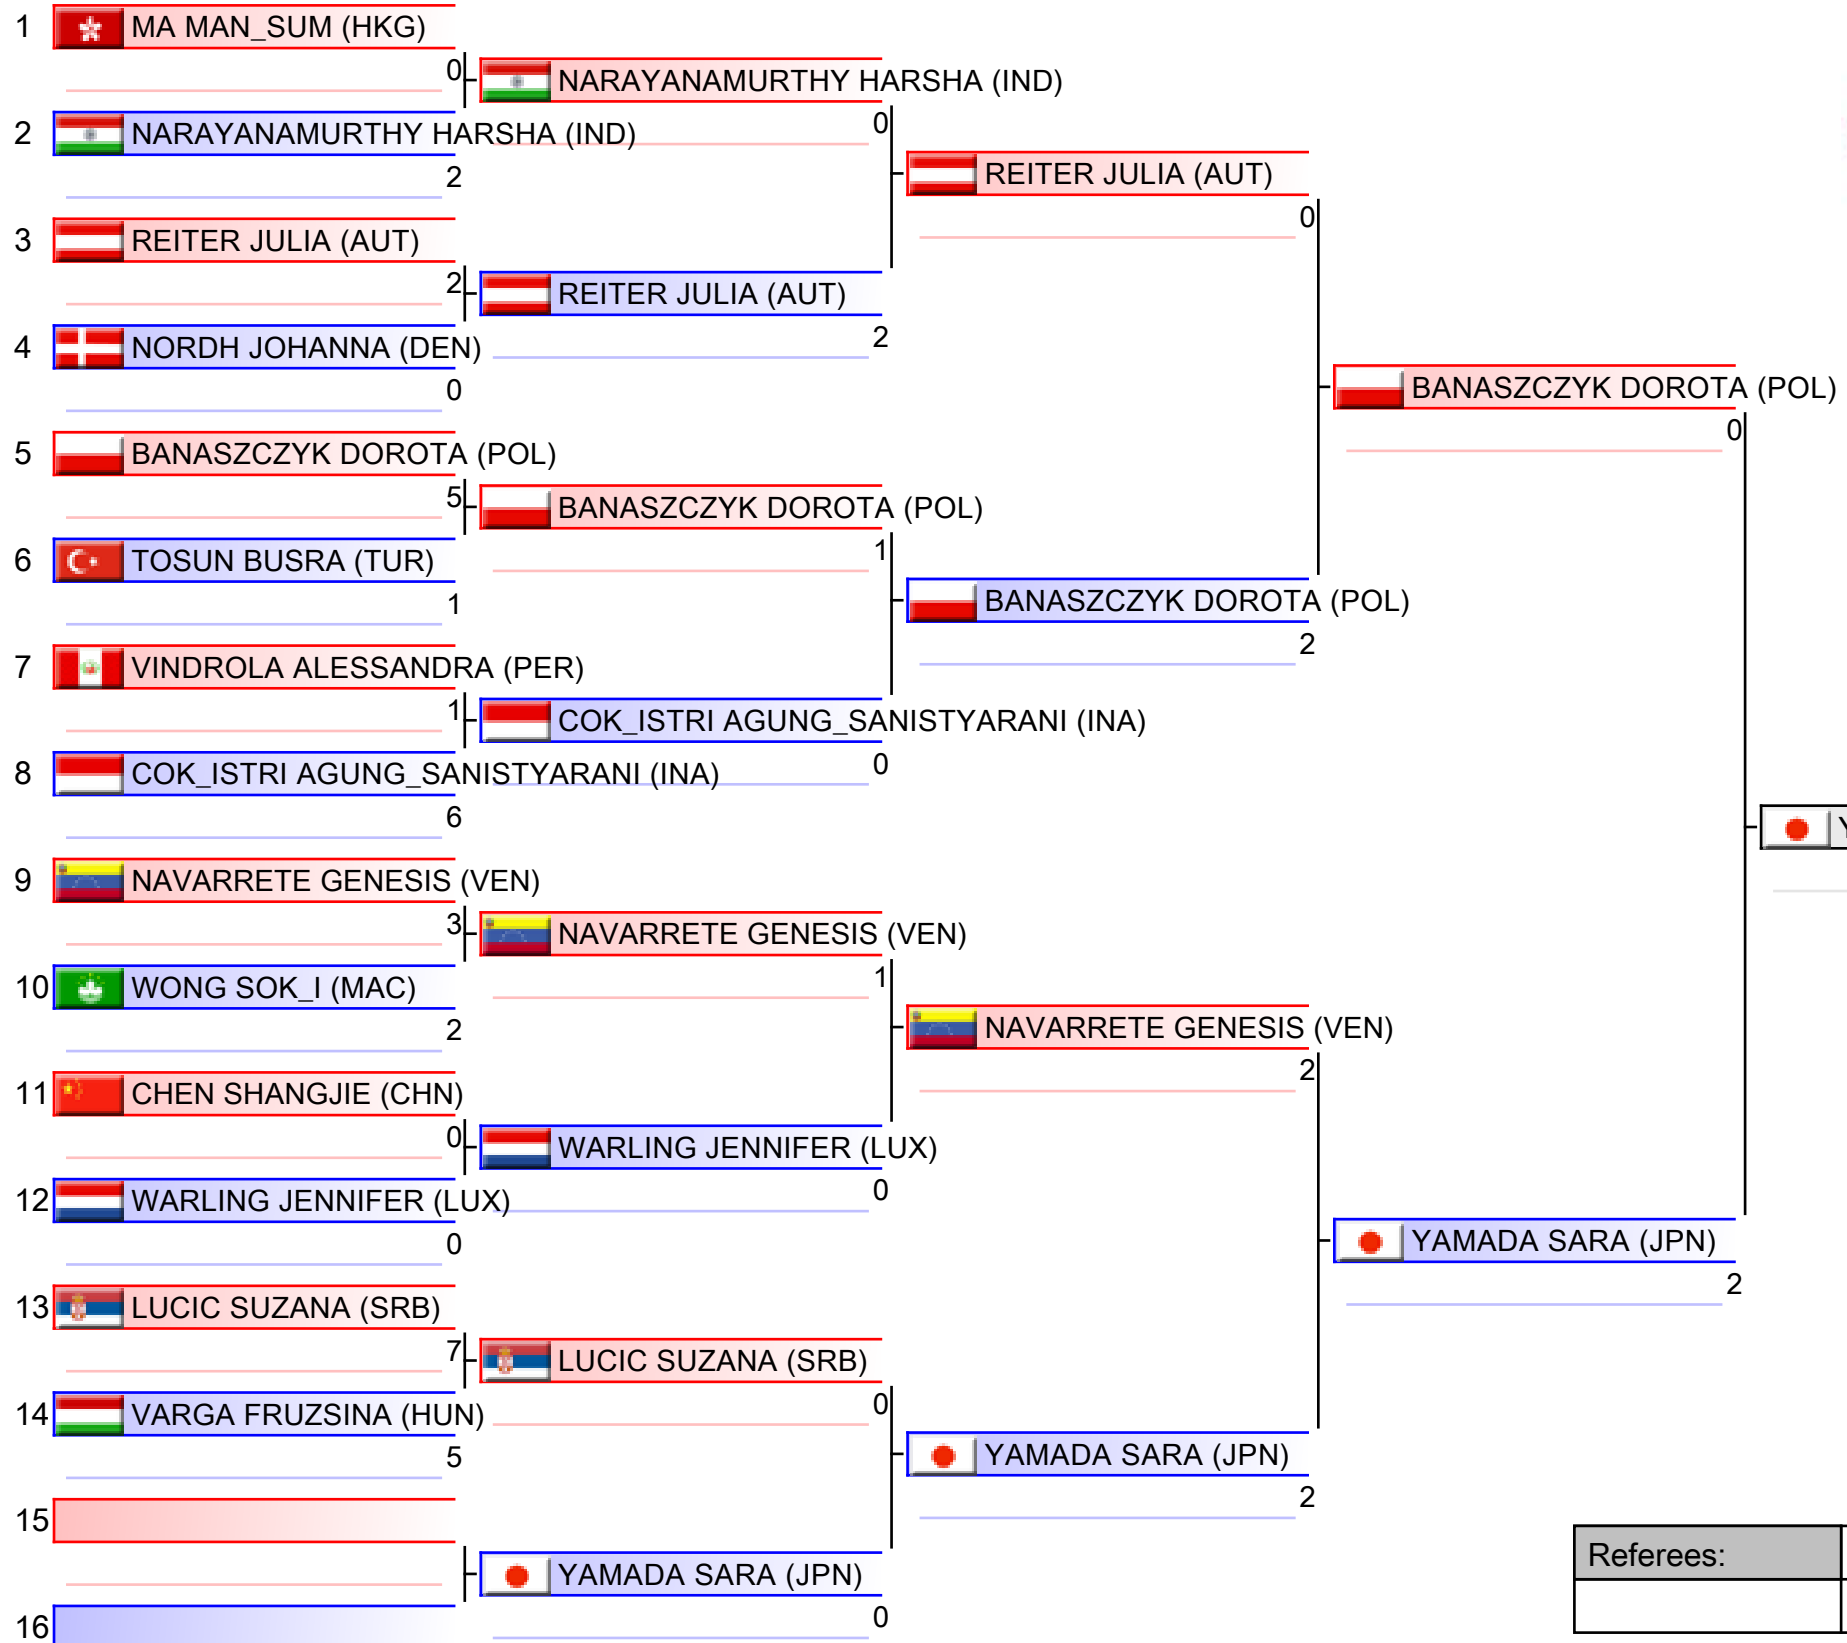 1 MA MAN_SUM (HKG)
0
NARAYANAMURTHY HARSHA (IND)
0
2 NARAYANAMURTHY HARSHA (IND)
2
REITER JULIA (AUT)
0
3 REITER JULIA (AUT)
2
REITER JULIA (AUT)
2
4 NORDH JOHANNA (DEN)
0
BANASZCZYK DOROTA (POL)
0
5 BANASZCZYK DOROTA (POL)
5
BANASZCZYK DOROTA (POL)
1
6 TOSUN BUSRA (TUR)
1
BANASZCZYK DOROTA (POL)
2
7 VINDROLA ALESSANDRA (PER)
1
COK_ISTRI AGUNG_SANISTYARANI (INA)
0
8 COK_ISTRI AGUNG_SANISTYARANI (INA)
6
9 NAVARRETE GENESIS (VEN)
3
NAVARRETE GENESIS (VEN)
1
10 WONG SOK_I (MAC)
2
NAVARRETE GENESIS (VEN)
2
11 CHEN SHANGJIE (CHN)
0
WARLING JENNIFER (LUX)
0
12 WARLING JENNIFER (LUX)
0
YAMADA SARA (JPN)
2
13 LUCIC SUZANA (SRB)
7
LUCIC SUZANA (SRB)
0
14 VARGA FRUZSINA (HUN)
5
YAMADA SARA (JPN)
2
15
YAMADA SARA (JPN)
0
16
Referees: